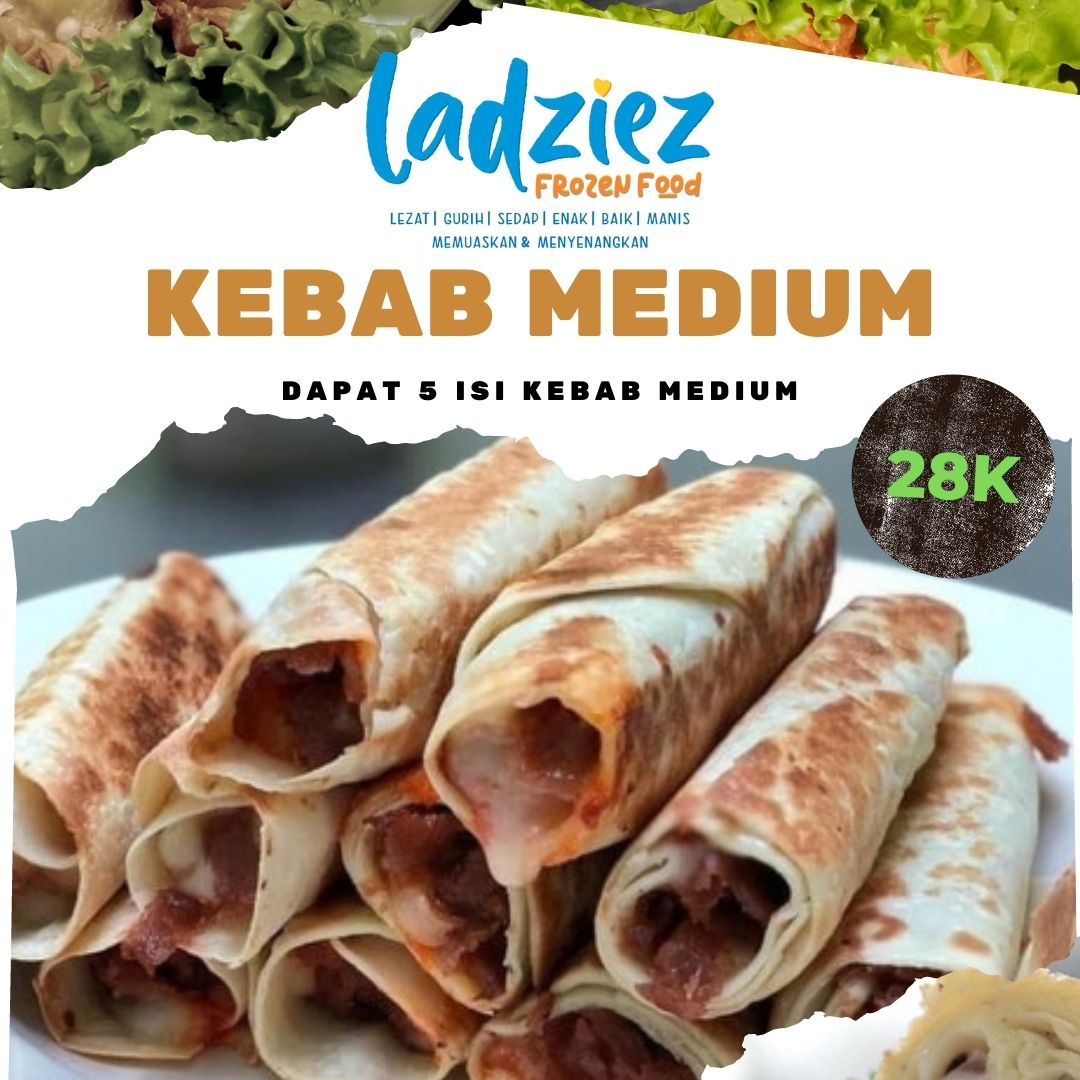 Ladziez
FROZEN FOOD
LEZAT| GURIH| SEDAP| ENAK| BAIK| MANIS
MEMUASKAN & MENYENANGKAN
KEBAB MEDIUM
DAPAT 5 ISI KEBAB MEDIUM
28K